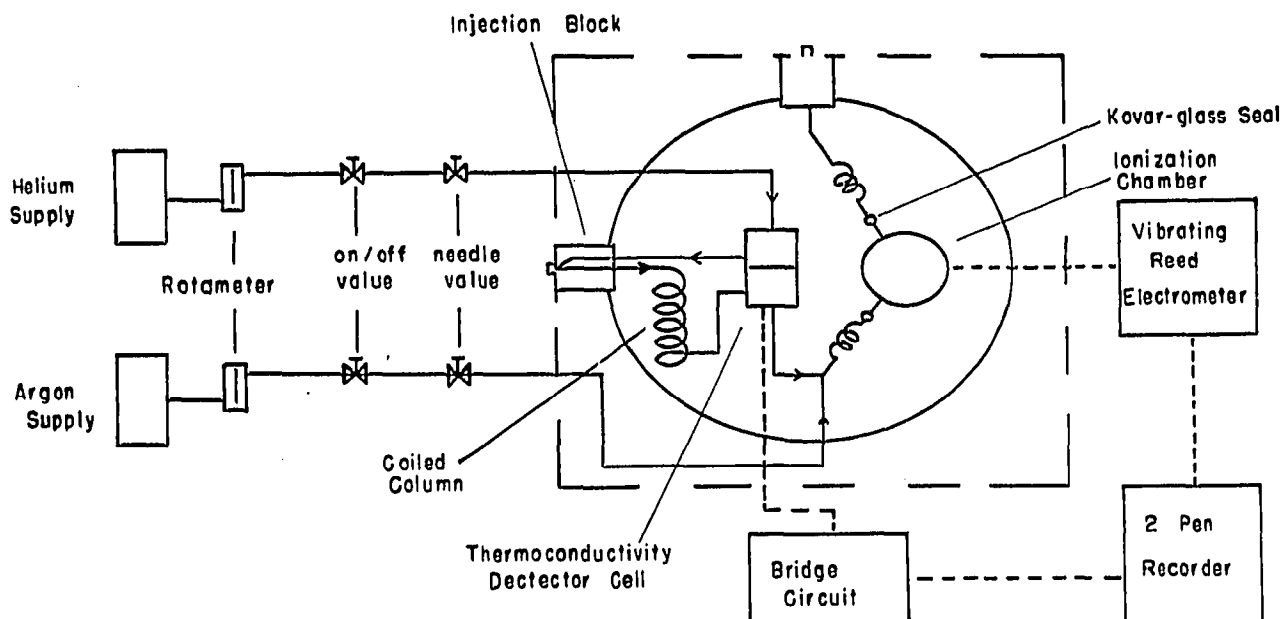 Injection Block
Kovar-glass Seal
Ionization
Chamber
Helium
Supply
on/off
value
needle
value
Rotameter
Vibrating
Reed
Electrometer
Argon
Supply
Coiled
Column
Thermoconductivity
Dectector Cell
Bridge
Circuit
2 Pen
Recorder